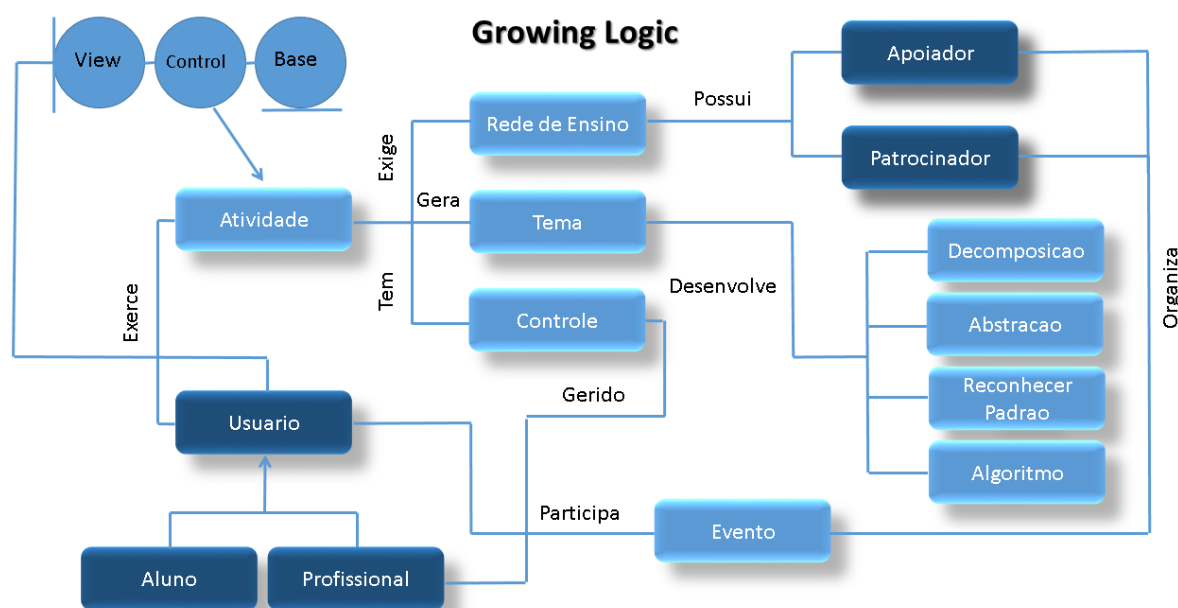 Growing Logic
View
Control
Base
Apoiador
Possui
Rede de Ensino
Patrocinador
Exige
Gera
Atividade
Tema
Decomposicao
Tem
Desenvolve
Organiza
Controle
Abstracao
Exerce
Reconhecer
Padrao
Gerido
Usuario
Algoritmo
Participa
Evento
Aluno
Profissional